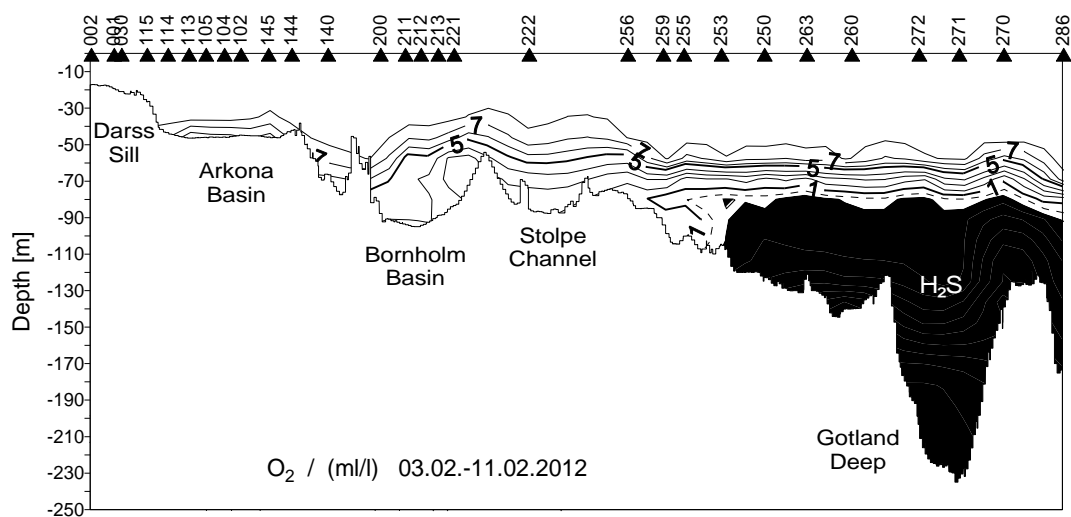 002 001 030 115 114 113 105 104 102 145 144 140 200 211 212 213 221 222 256 259 255 253 250 263 260 272 271 270 286
-10
-30
-50
-70
-90
-110
-130
-150
-170
-190
-210
-230
-250
Depth [m]
Darss
Sill
Arkona
Basin
Bornholm
Basin
Stolpe
Channel
H₂S
Gotland
Deep
7
7
5
7
5
1
5
7
1
5
7
1
O₂ / (ml/l) 03.02.-11.02.2012